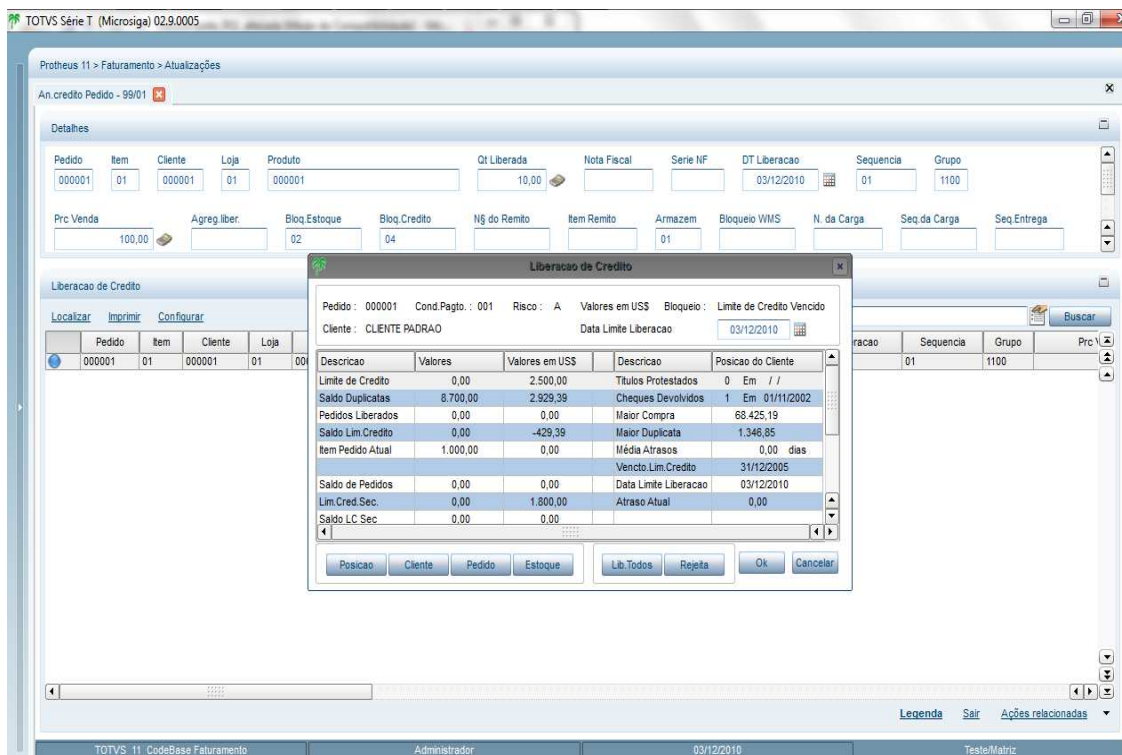 TOTVS Série T (Microsiga) 02.9.0005
Protheus 11 > Faturamento > Atualizações
An.credito Pedido - 99/01
Detalhes
Pedido Item Cliente Loja Produto Qt Liberada Nota Fiscal Serie NF DT Liberacao Sequencia Grupo
000001 01 000001 01 000001 10,00 03/12/2010 01 1100
Prc Venda Agreg.liber. Bloq.Estoque Bloq.Credito N§ do Remito Item Remito Armazem Bloqueio WMS N. da Carga Seq.da Carga Seq.Entrega
100,00 02 04 01
Liberacao de Credito
Localizar Imprimir Configurar Buscar
Pedido Item Cliente Loja racao Sequencia Grupo Prc
000001 01 000001 01 01 1100
Liberacao de Credito
Pedido : 000001 Cond.Pagto. : 001 Risco : A Valores em US$ Bloqueio : Limite de Credito Vencido
Cliente : CLIENTE PADRAO Data Limite Liberacao 03/12/2010
Descricao Valores Valores em US$ Descricao Posicao do Cliente
Limite de Credito 0,00 2.500,00 Titulos Protestados 0 Em / /
Saldo Duplicatas 8.700,00 2.929,39 Cheques Devolvidos 1 Em 01/11/2002
Pedidos Liberados 0,00 0,00 Maior Compra 68.425,19
Saldo Lim.Credito 0,00 -429,39 Maior Duplicata 1.346,85
Item Pedido Atual 1.000,00 0,00 Média Atrasos 0,00 dias
Vencto.Lim.Credito 31/12/2005
Saldo de Pedidos 0,00 0,00 Data Limite Liberacao 03/12/2010
Lim.Cred.Sec. 0,00 1.800,00 Atraso Atual 0,00
Saldo LC Sec 0,00 0,00
Posicao Cliente Pedido Estoque Lib.Todos Rejeita Ok Cancelar
Legenda Sair Ações relacionadas
TOTVS 11 CodeBase Faturamento Administrador 03/12/2010 Teste/Matriz